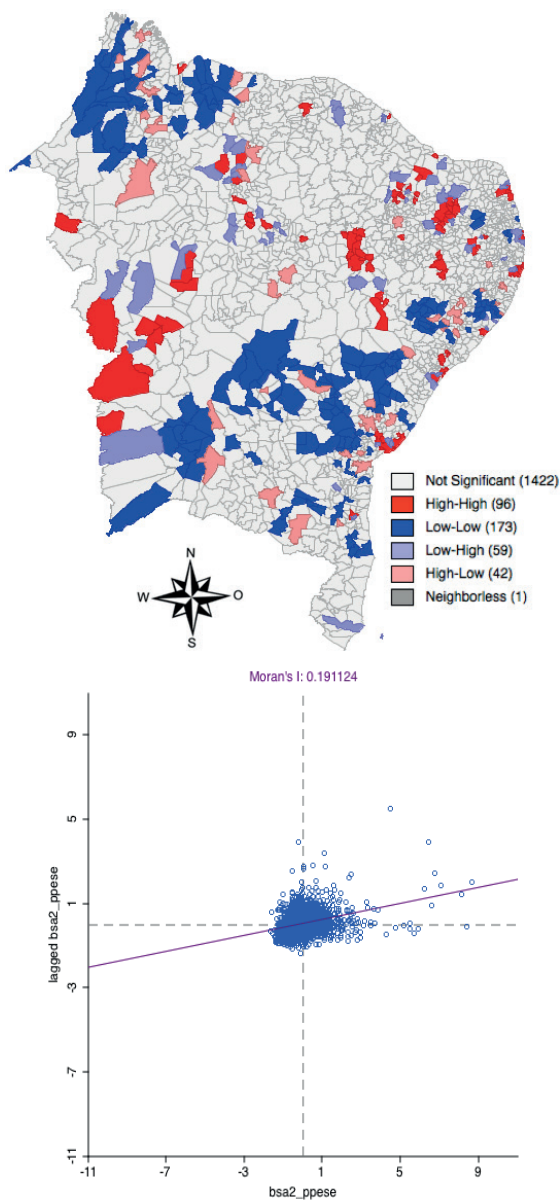 Not Significant (1422)
High-High (96)
Low-Low (173)
Low-High (59)
High-Low (42)
Neighborless (1)
N
W O
S
Moran's I: 0.191124
lagged bsa2_ppese
9
5
1
-3
-7
-11
-11 -7 -3 1 5 9
bsa2_ppese